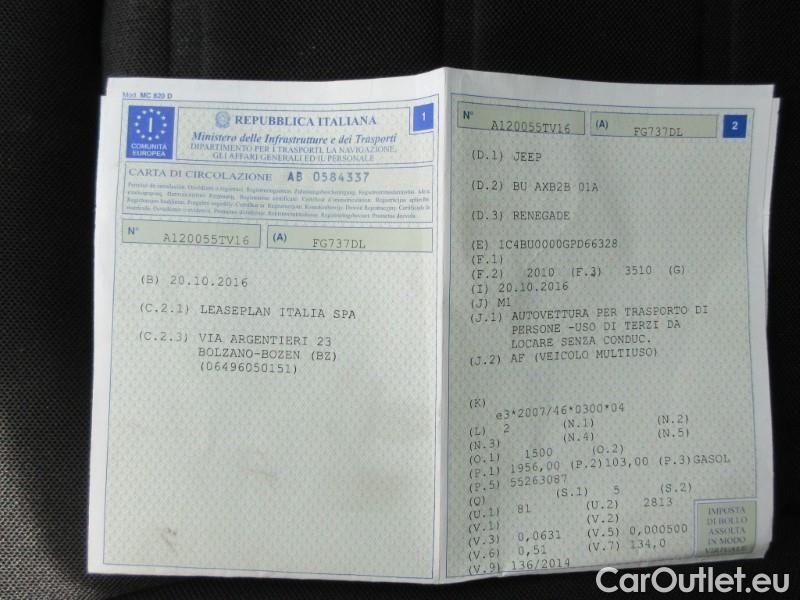 Mod. MC 820 D
REPUBBLICA ITALIANA
1
Ministero delle Infrastrutture e dei Trasporti
DIPARTIMENTO PER I TRASPORTI, LA NAVIGAZIONE,
GLI AFFARI GENERALI ED IL PERSONALE
I
COMUNITÀ
EUROPEA
CARTA DI CIRCOLAZIONE AB 0584337
N° A120055TV16 (A) FG737DL
(B) 20.10.2016
(C.2.1) LEASEPLAN ITALIA SPA
(C.2.3) VIA ARGENTIERI 23
BOLZANO-BOZEN (BZ)
(06496050151)
N° A120055TV16 (A) FG737DL 2
(D.1) JEEP
(D.2) BU AXB2B 01A
(D.3) RENEGADE
(E) 1C4BU0000GPD66328
(F.1)
(F.2) 2010 (F.3) 3510 (G)
(I) 20.10.2016
(J) M1
(J.1) AUTOVETTURA PER TRASPORTO DI
PERSONE -USO DI TERZI DA
LOCARE SENZA CONDUC.
(J.2) AF (VEICOLO MULTIUSO)
(K)
e3*2007/46*0300*04
(L) 2 (N.1) (N.2)
(N.3) (N.4) (N.5)
(O.1) 1500 (O.2)
(P.1) 1956,00 (P.2)103,00 (P.3)GASOL
(P.5) 55263087
(Q) (S.1) 5 (S.2)
(U.1) 81 (U.2) 2813
(V.1) (V.2)
(V.3) 0,0631 (V.5) 0,000500
(V.6) 0,51 (V.7) 134,0
(V.9) 136/2014
IMPOSTA
DI BOLLO
ASSOLTA
IN MODO
VIRTUALE
CarOutlet.eu